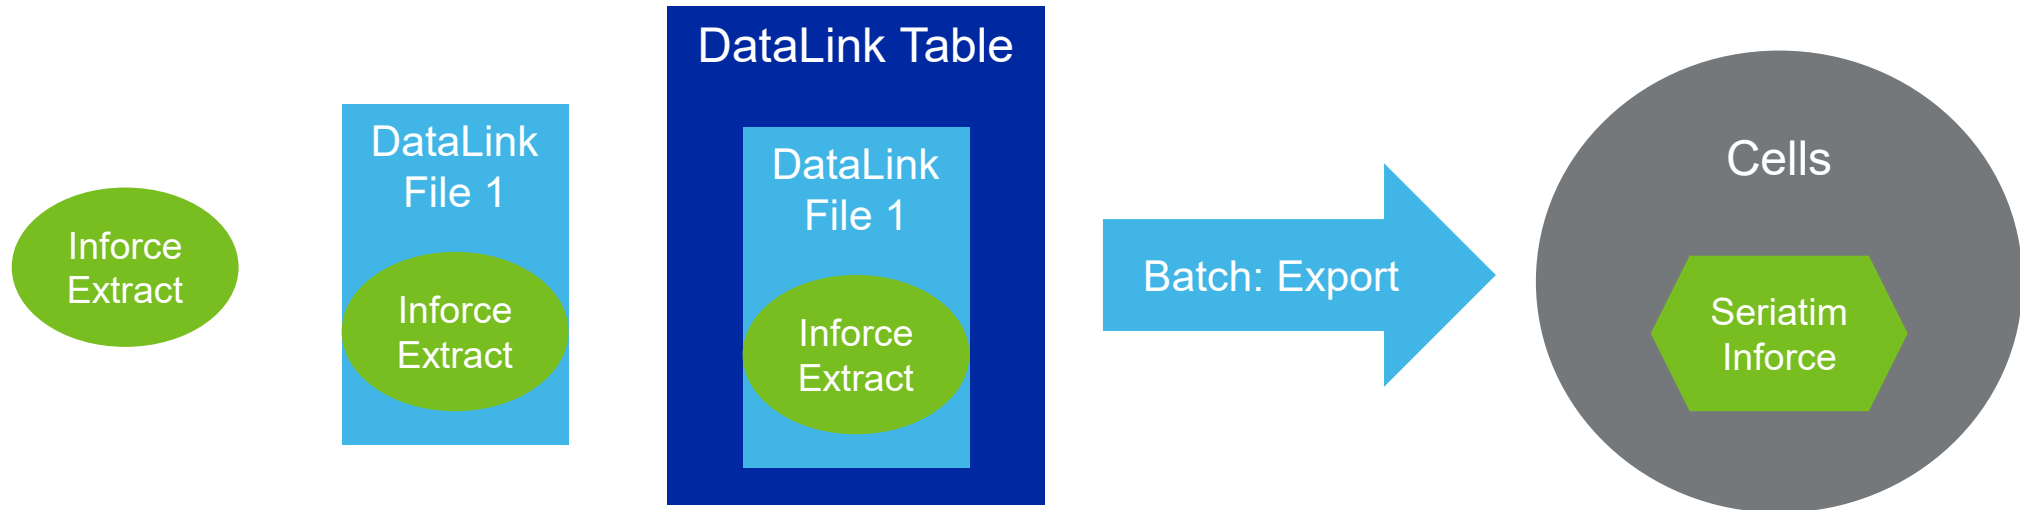 Inforce
Extract
DataLink
File 1
Inforce
Extract
DataLink Table
DataLink
File 1
Inforce
Extract
Batch: Export
Cells
Seriatim
Inforce